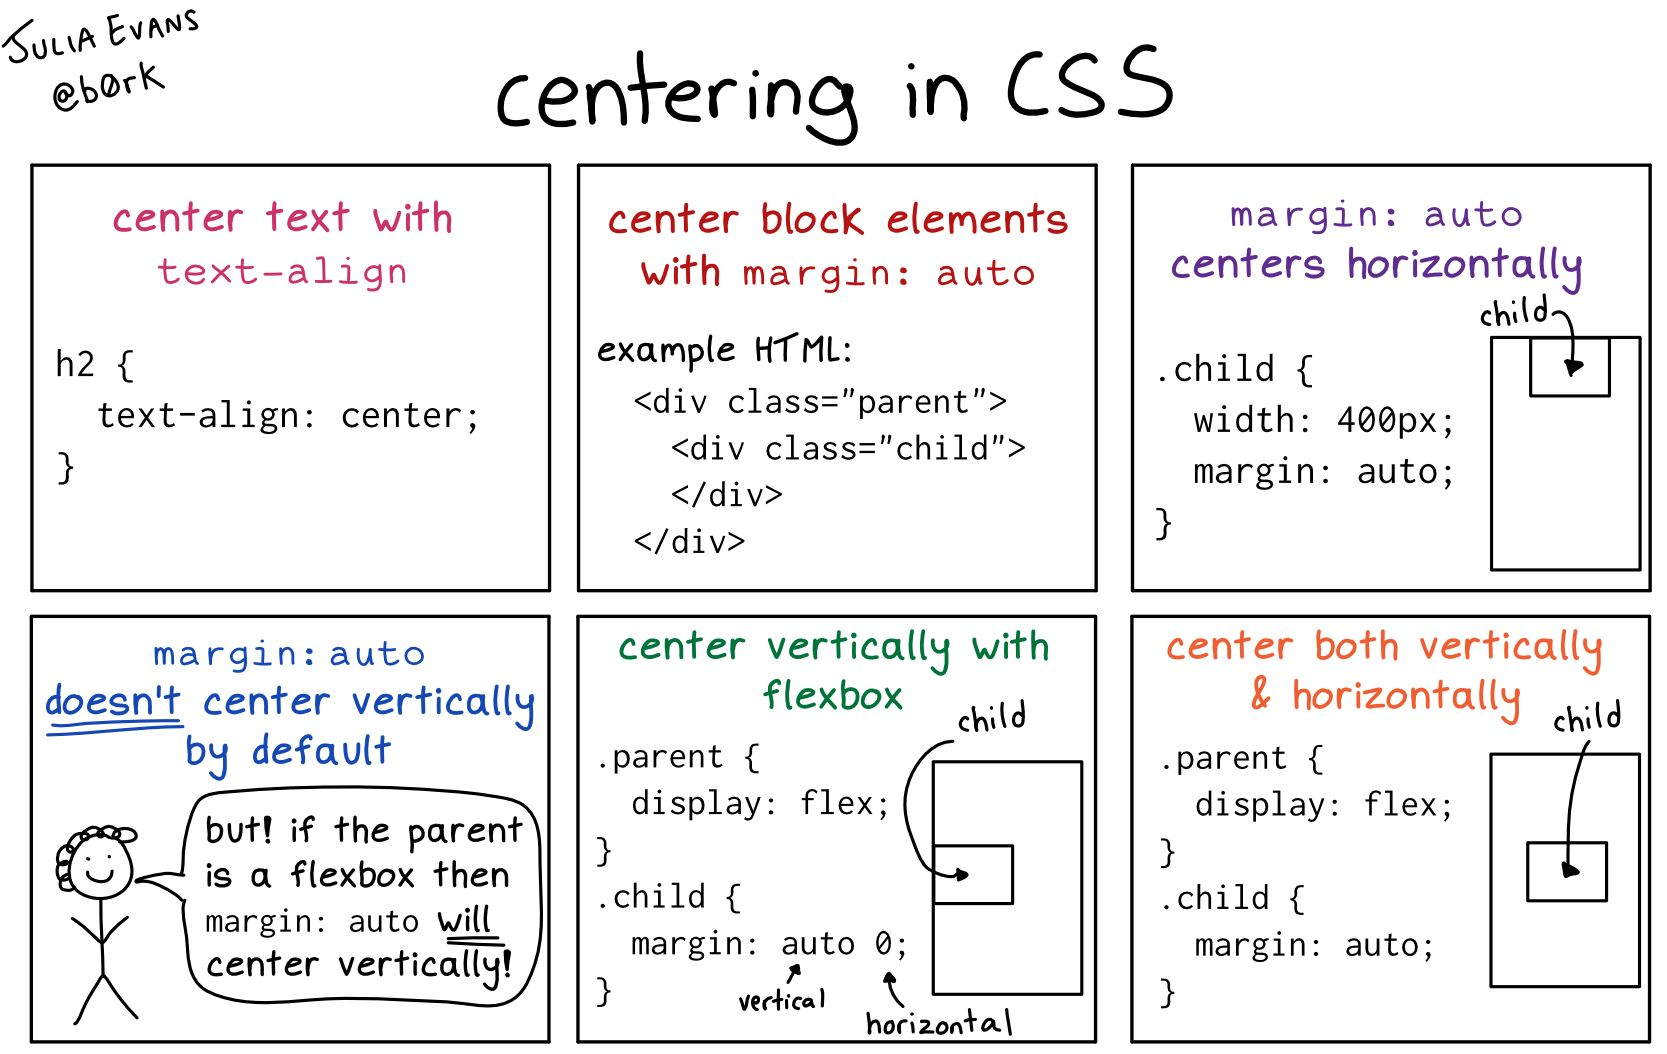 JULIA EVANS
@b0rk
centering in CSS
center text with
text-align
h2 {
text-align: center;
}
center block elements
with margin: auto
example HTML:
<div class="parent">
<div class="child">
</div>
</div>
margin: auto
centers horizontally
child
.child {
width: 400px;
margin: auto;
}
margin: auto
doesn't center vertically
by default
but! if the parent
is a flexbox then
margin: auto will
center vertically!
center vertically with
flexbox
child
.parent {
display: flex;
}
.child {
margin: auto 0;
}
vertical
horizontal
center both vertically
& horizontally
child
.parent {
display: flex;
}
.child {
margin: auto;
}